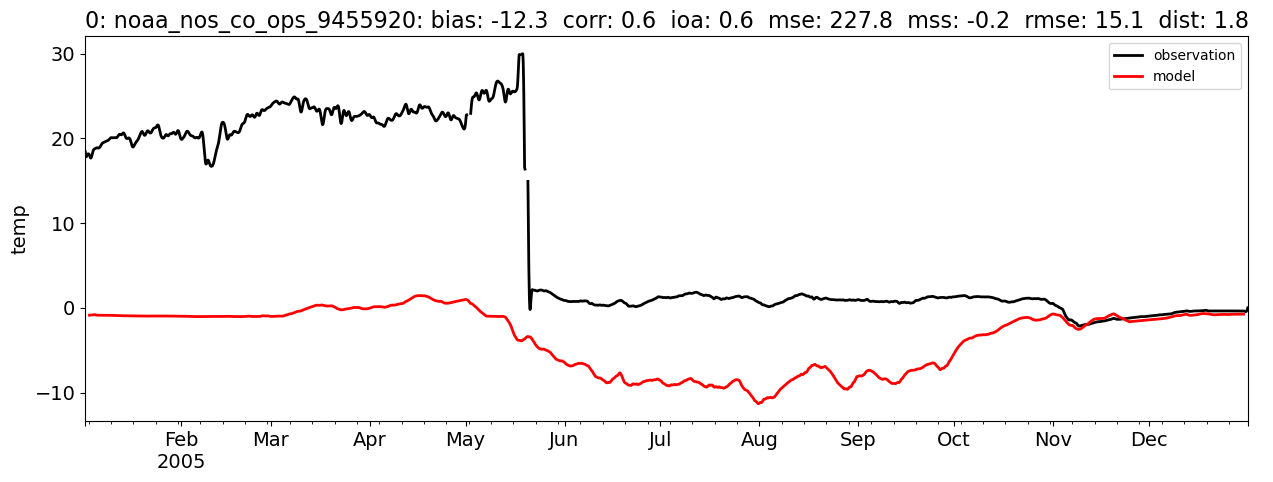 0: noaa_nos_co_ops_9455920: bias: -12.3  corr: 0.6  ioa: 0.6  mse: 227.8  mss: -0.2  rmse: 15.1  dist: 1.8
observation
model
30
20
10
0
−10
temp
Feb Mar Apr May Jun Jul Aug Sep Oct Nov Dec
2005